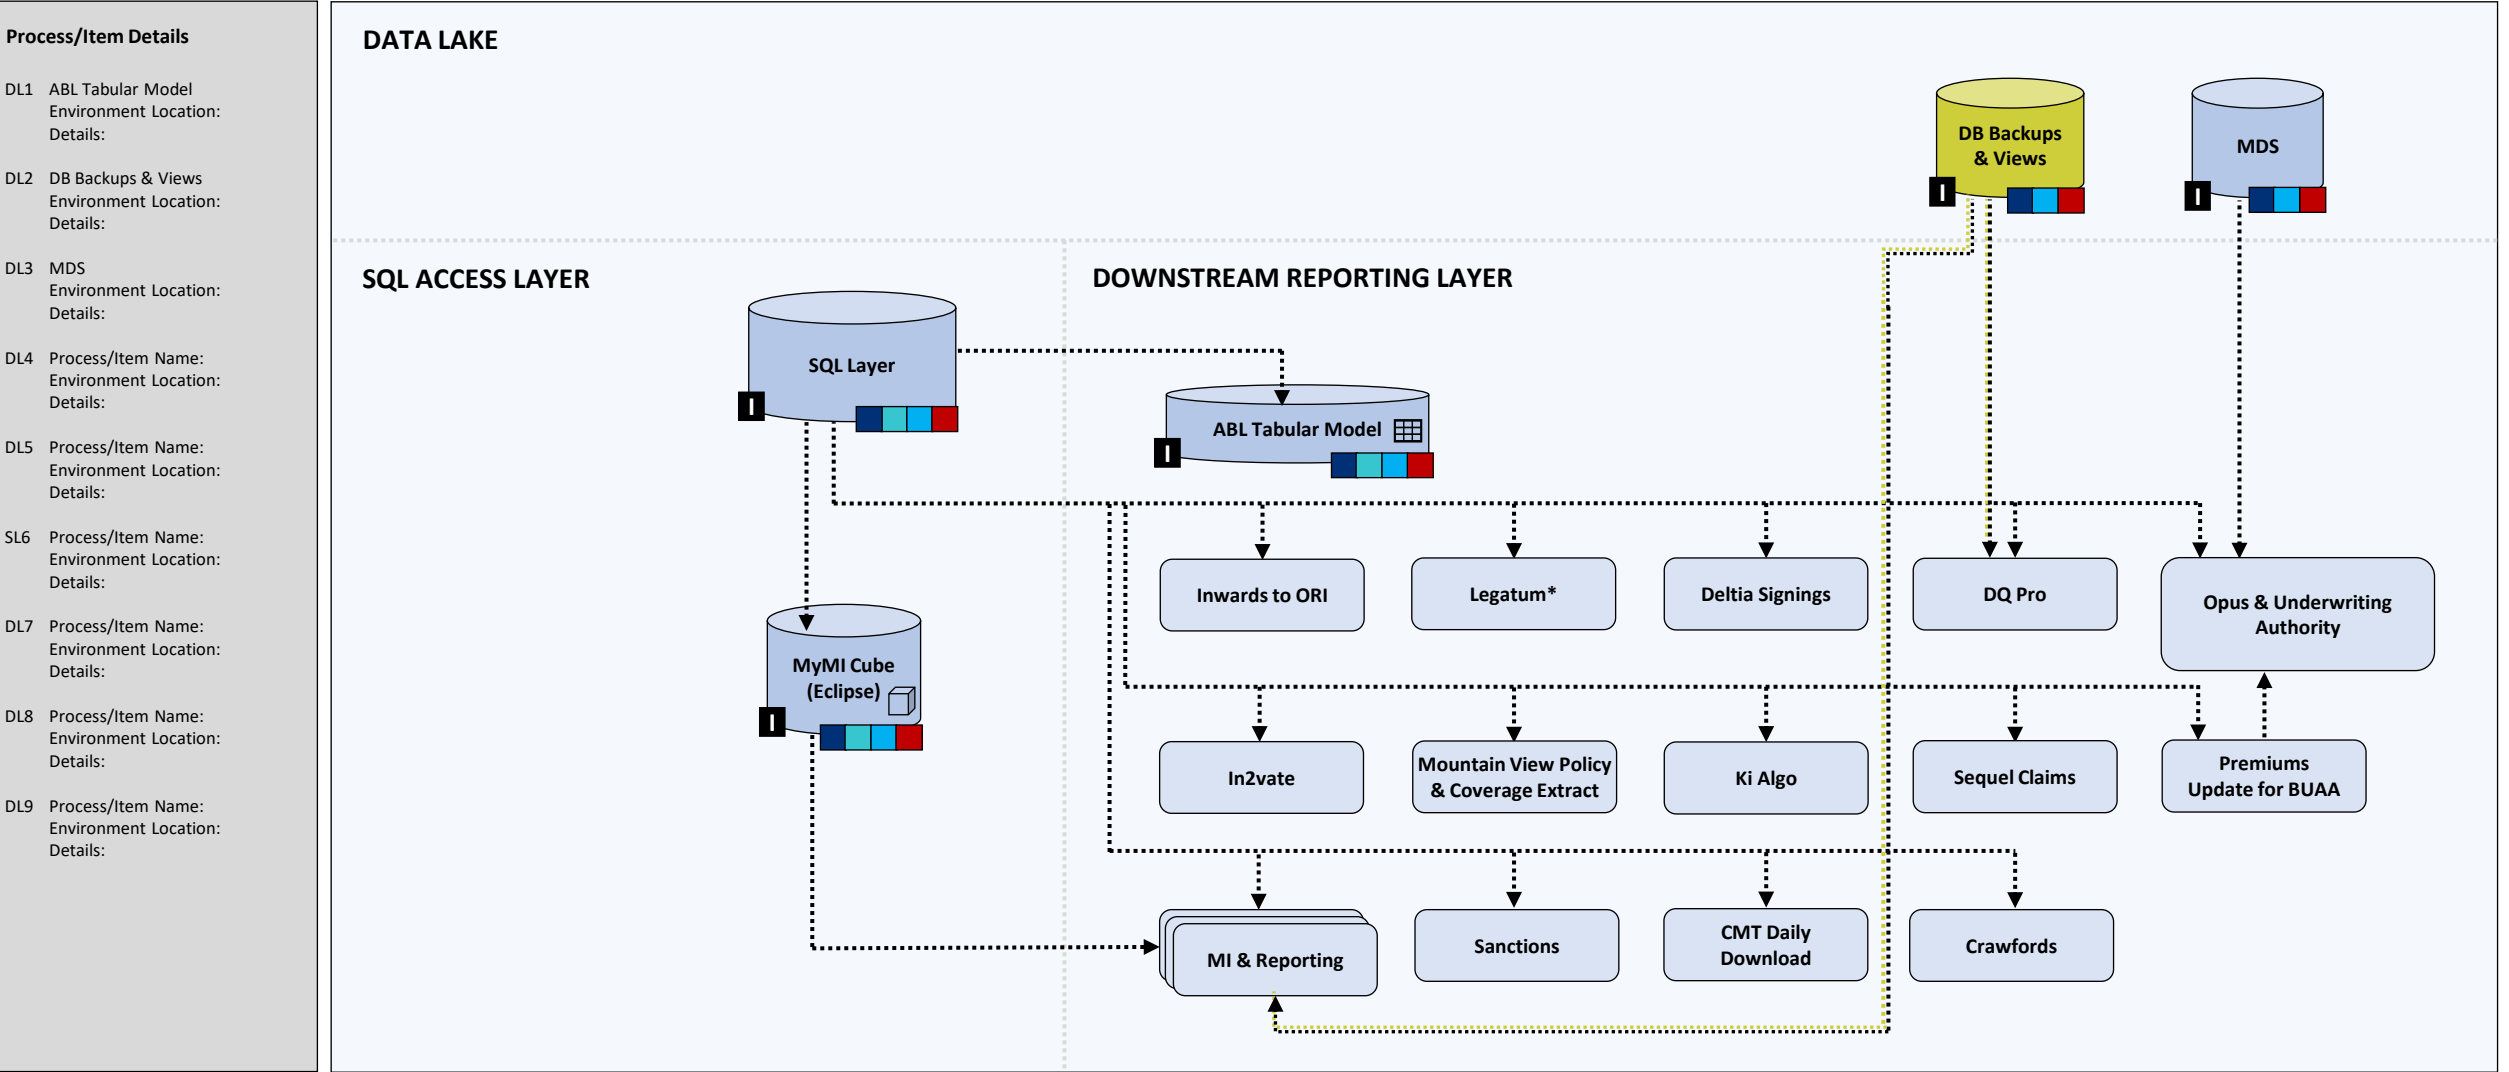 Process/Item Details
DL1 ABL Tabular Model
Environment Location:
Details:
DL2 DB Backups & Views
Environment Location:
Details:
DL3 MDS
Environment Location:
Details:
DL4 Process/Item Name:
Environment Location:
Details:
DL5 Process/Item Name:
Environment Location:
Details:
SL6 Process/Item Name:
Environment Location:
Details:
DL7 Process/Item Name:
Environment Location:
Details:
DL8 Process/Item Name:
Environment Location:
Details:
DL9 Process/Item Name:
Environment Location:
Details:
DATA LAKE
DB Backups
& Views
I
MDS
I
SQL ACCESS LAYER
DOWNSTREAM REPORTING LAYER
SQL Layer
I
ABL Tabular Model
I
Inwards to ORI
Legatum*
Deltia Signings
DQ Pro
Opus & Underwriting
Authority
MyMI Cube
(Eclipse)
I
In2vate
Mountain View Policy
& Coverage Extract
Ki Algo
Sequel Claims
Premiums
Update for BUAA
MI & Reporting
Sanctions
CMT Daily
Download
Crawfords